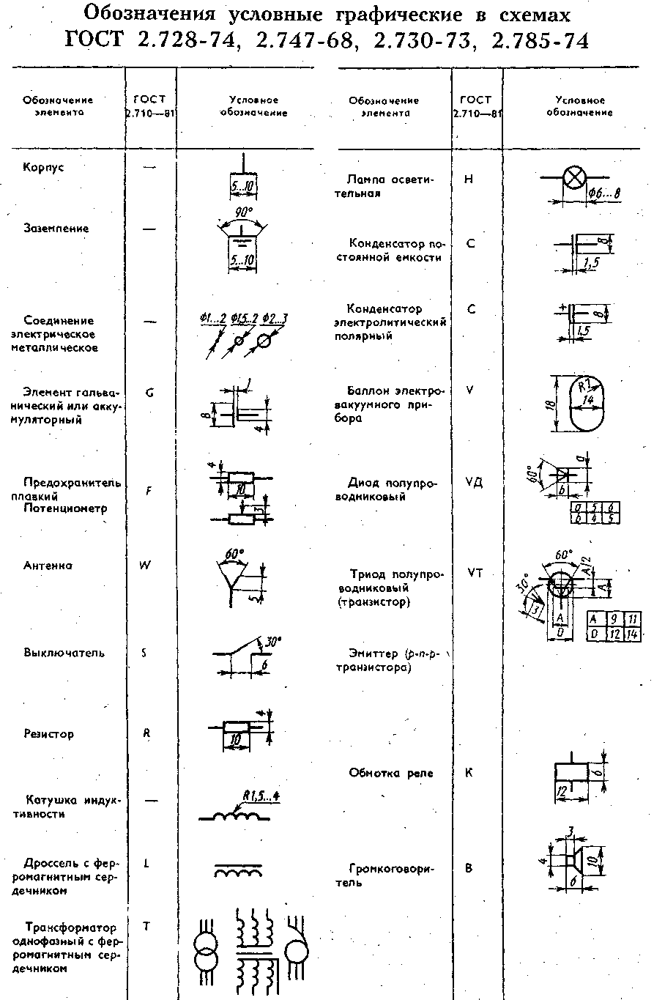 Обозначения условные графические в схемах
ГОСТ 2.728-74, 2.747-68, 2.730-73, 2.785-74
Обозначение
элемента
ГОСТ
2.710—81
Условное
обозначение
Корпус
—
5...10
Заземление
—
90°
5...10
Соединение
электрическое
металлическое
—
Ф1...2 Ф1,5..2 Ф2..3
Элемент гальва-
нический или акку-
муляторный
G
1
8
4
Предохранитель
плавкий
F
4
10
Потенциометр
3
Антенна
W
60°
5
Выключатель
S
30°
6
Резистор
R
4
10
Катушка индук-
тивности
—
R1,5...4
Дроссель с фер-
ромагнитным сер-
дечником
L
Трансформатор
однофазный с фер-
ромагнитным сер-
дечником
T
Обозначение
элемента
ГОСТ
2.710—81
Условное
обозначение
Лампа освети-
тельная
H
Ф6...8
Конденсатор по-
стоянной емкости
C
8
1,5
Конденсатор
электролитический
полярный
C
+
8
1,5
Баллон электро-
вакуумного при-
бора
V
18
R7
14
Диод полупро-
водниковый
VД
60°
a
b
a 5 6
b 4 5
Триод полупро-
водниковый
(транзистор)
VT
60°
A/2
30°
A
3
A
D
A 9 11
D 12 14
Эмиттер (p-n-p-
транзистора)
Обмотка реле
K
6
12
Громкоговори-
тель
B
3
4
10
6